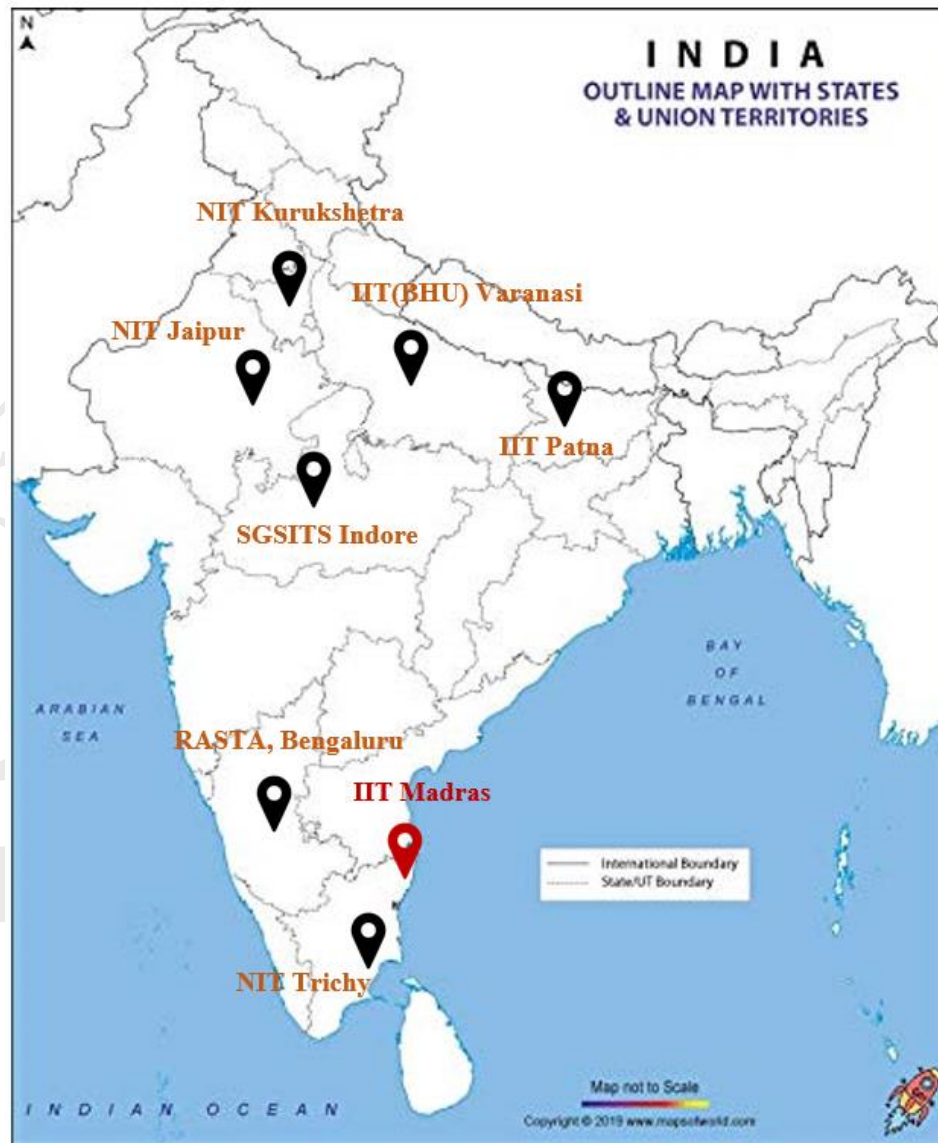 N
INDIA
OUTLINE MAP WITH STATES
& UNION TERRITORIES
NIT Kurukshetra
IIT(BHU) Varanasi
NIT Jaipur
IIT Patna
SGSITS Indore
BAY
OF
BENGAL
ARABIAN
SEA
RASTA, Bengaluru
IIT Madras
International Boundary
State/UT Boundary
NIT Trichy
Map not to Scale
INDIAN OCEAN
Copyright © 2019 www.mapsofworld.com